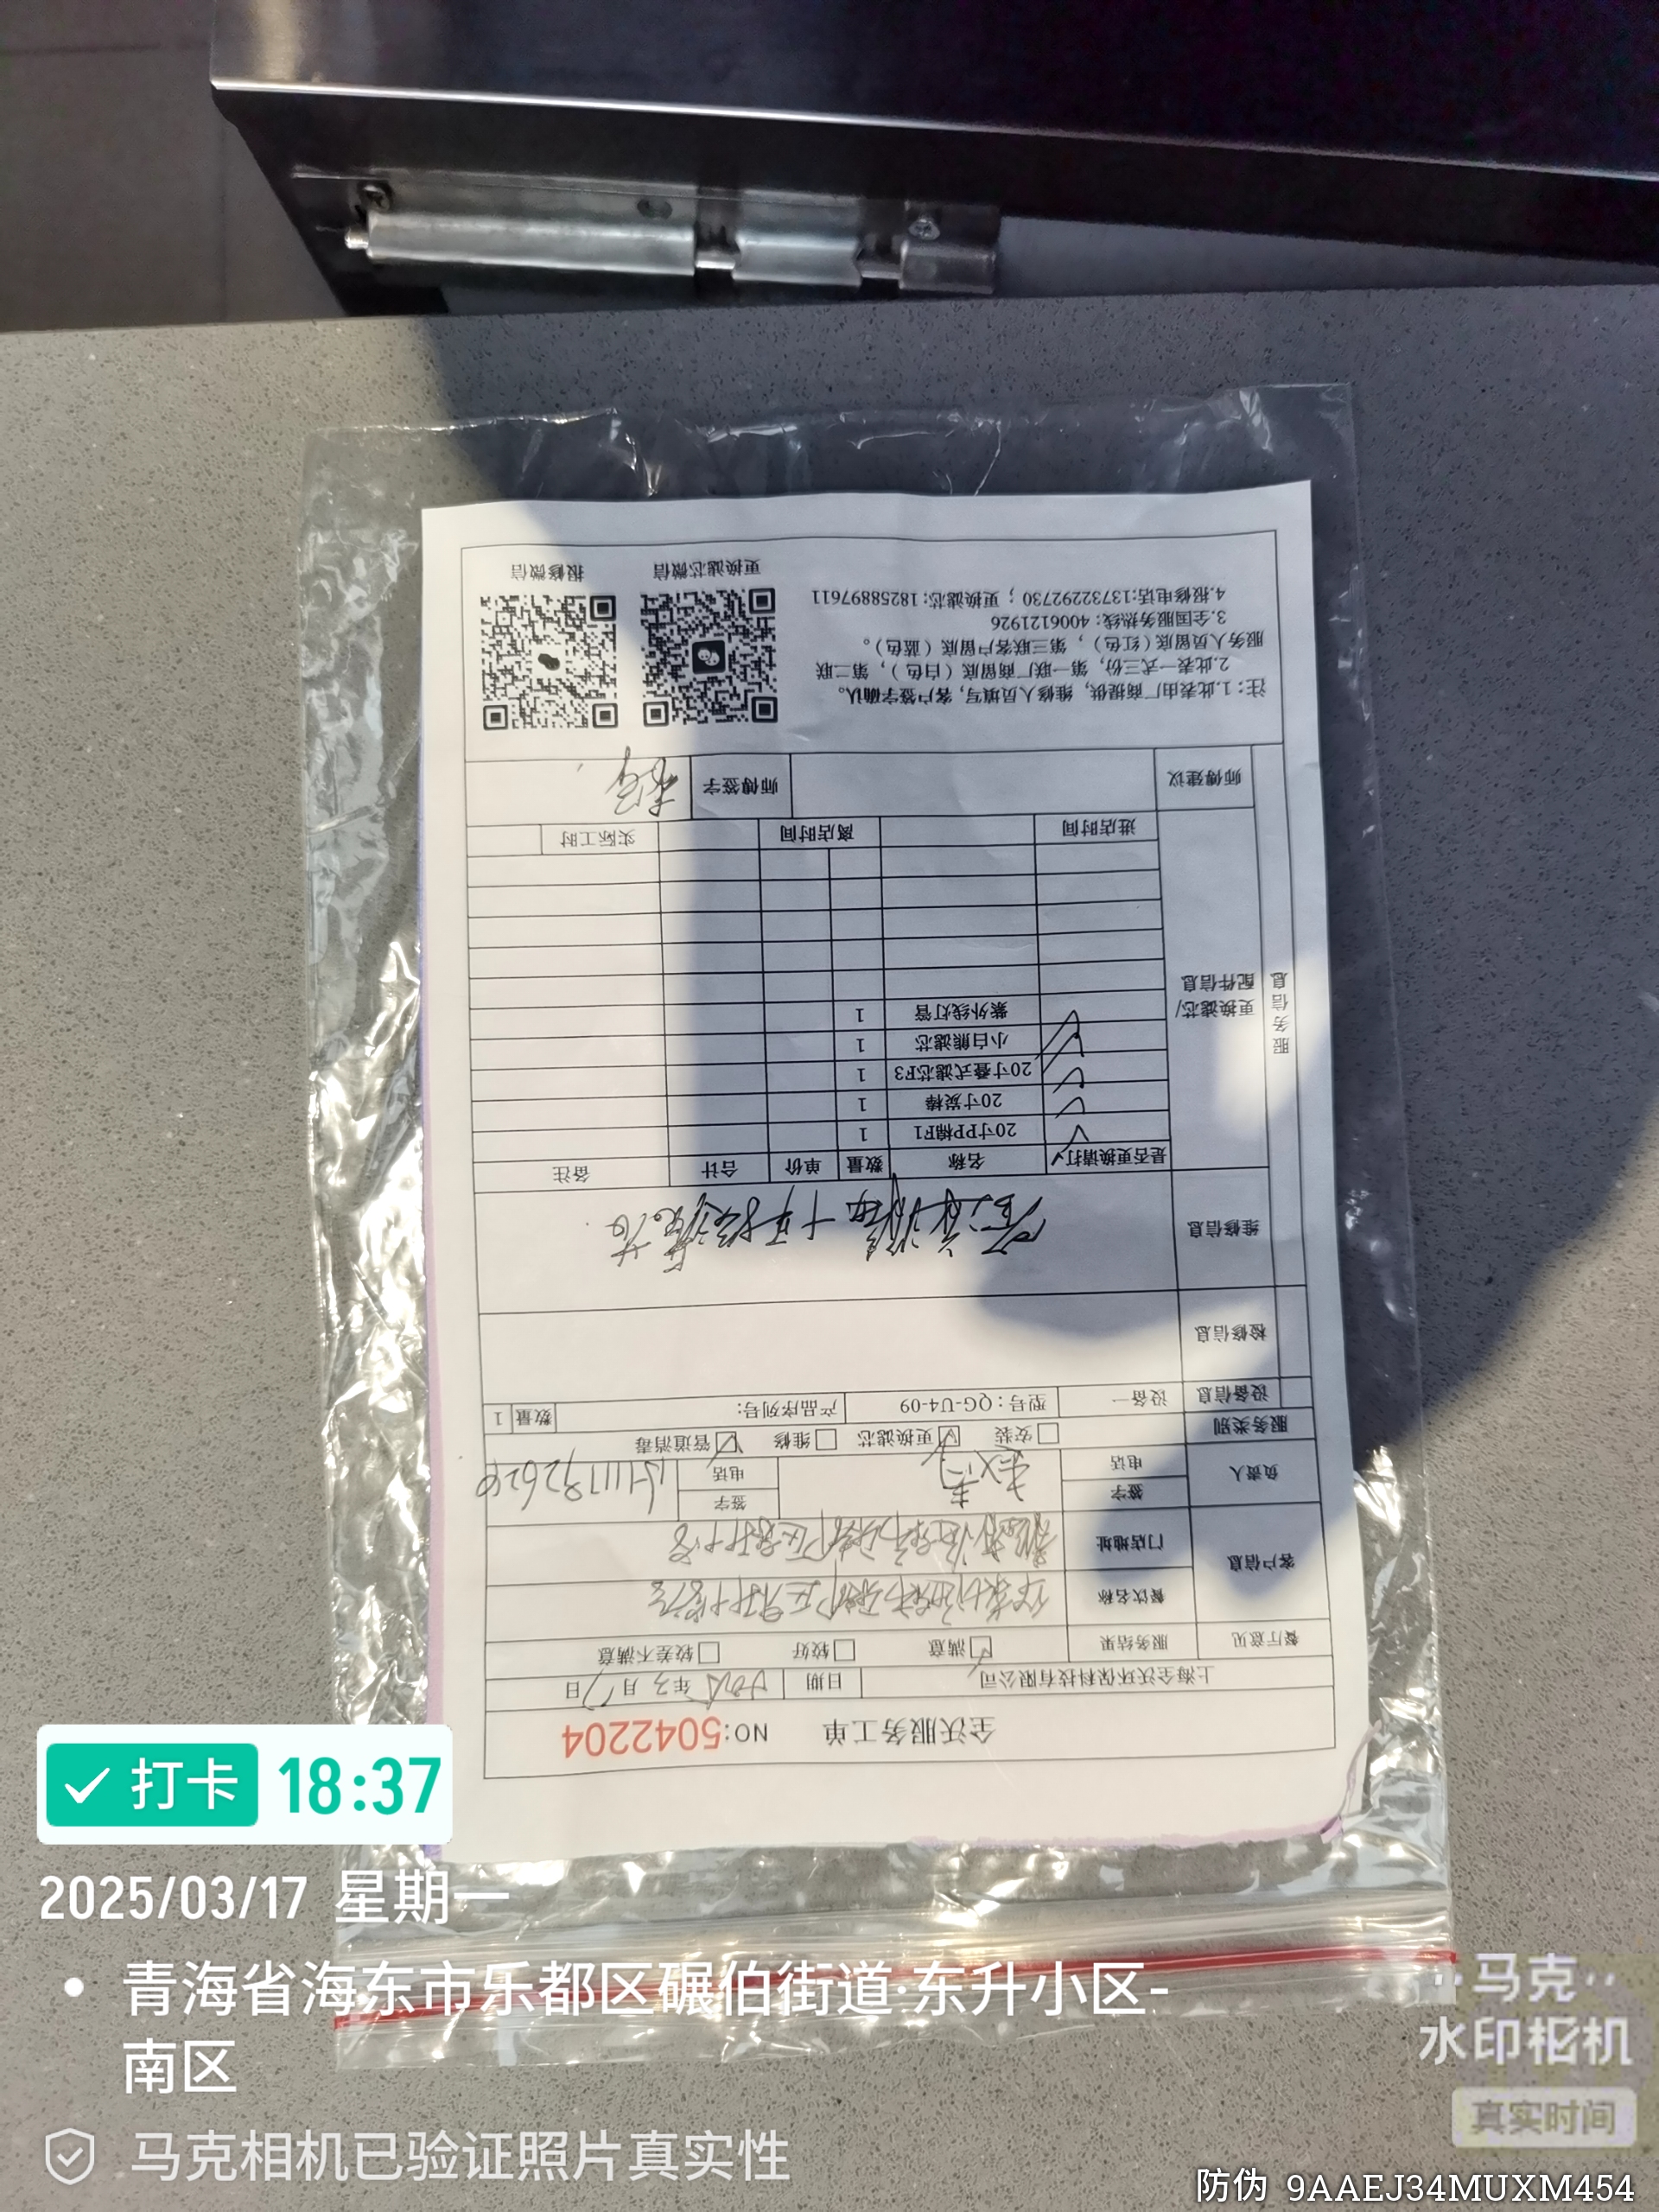 全沃服务工单 NO:5042204
上海全沃环保科技有限公司 日期 2025年3月17日
餐厅意见 服务结果 满意 较好 较差不满意
客户信息 餐饮名称
门店地址
负责人 签字 签字
电话 电话
服务类别 安装 更换滤芯 维修 管道消毒
设备信息 设备一 型号：QG-U4-09 产品序列号: 数量 1
服务信息
检修信息
维修信息
更换滤芯/配件信息
是否更换请打✓ 名称 数量 单价 合计 备注
✓ 20寸PP棉F1 1
✓ 20寸炭棒 1
✓ 20寸叠式滤芯F3 1
✓ 小白熊滤芯 1
✓ 紫外线灯管 1
进店时间 离店时间 实际工时
师傅建议 师傅签字
注：1.此表由厂商提供，维修人员填写，客户签字确认。
2.此表一式三份，第一联厂商留底（白色），第二联
服务人员留底（红色），第三联客户留底（蓝色）。
3.全国服务热线：4006121926
4.报修电话:13732292730；更换滤芯：18258897611
更换滤芯微信 报修微信
打卡 18:37
2025/03/17 星期一
青海省海东市乐都区碾伯街道·东升小区-
南区
马克相机已验证照片真实性
马克
水印相机
真实时间
防伪 9AAEJ34MUXM454